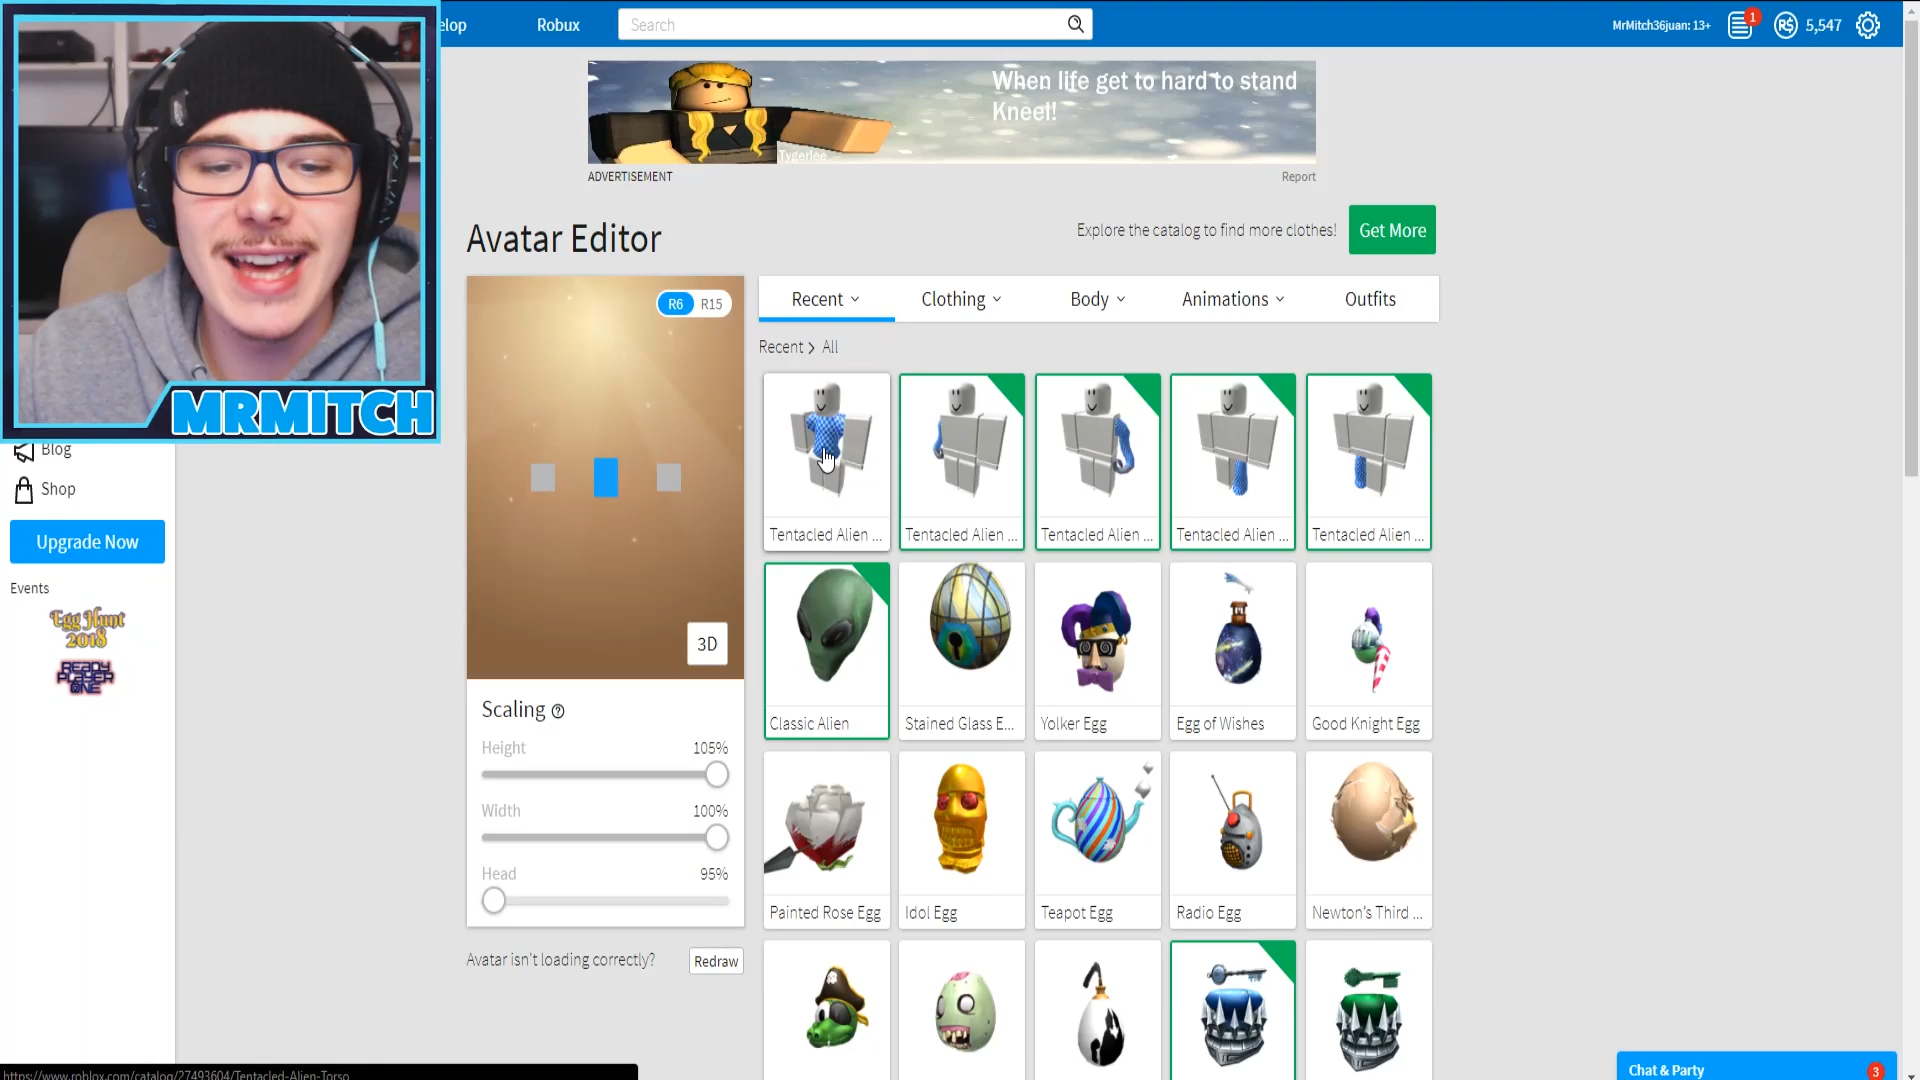 elop
Robux
Search
MrMitch36juan: 13+
1
5,547
When life get to hard to stand
Kneel!
Tygerlee
ADVERTISEMENT
Report
MRMITCH
Blog
Shop
Upgrade Now
Events
Egg Hunt
2018
READY
PLAYER
ONE
Avatar Editor
Explore the catalog to find more clothes!
Get More
R6
R15
3D
Scaling
Height
105%
Width
100%
Head
95%
Avatar isn't loading correctly?
Redraw
Recent
Clothing
Body
Animations
Outfits
Recent > All
Tentacled Alien ...
Tentacled Alien ...
Tentacled Alien ...
Tentacled Alien ...
Tentacled Alien ...
Classic Alien
Stained Glass E...
Yolker Egg
Egg of Wishes
Good Knight Egg
Painted Rose Egg
Idol Egg
Teapot Egg
Radio Egg
Newton's Third ...
https://www.roblox.com/catalog/27493604/Tentacled-Alien-Torso
Chat & Party
3